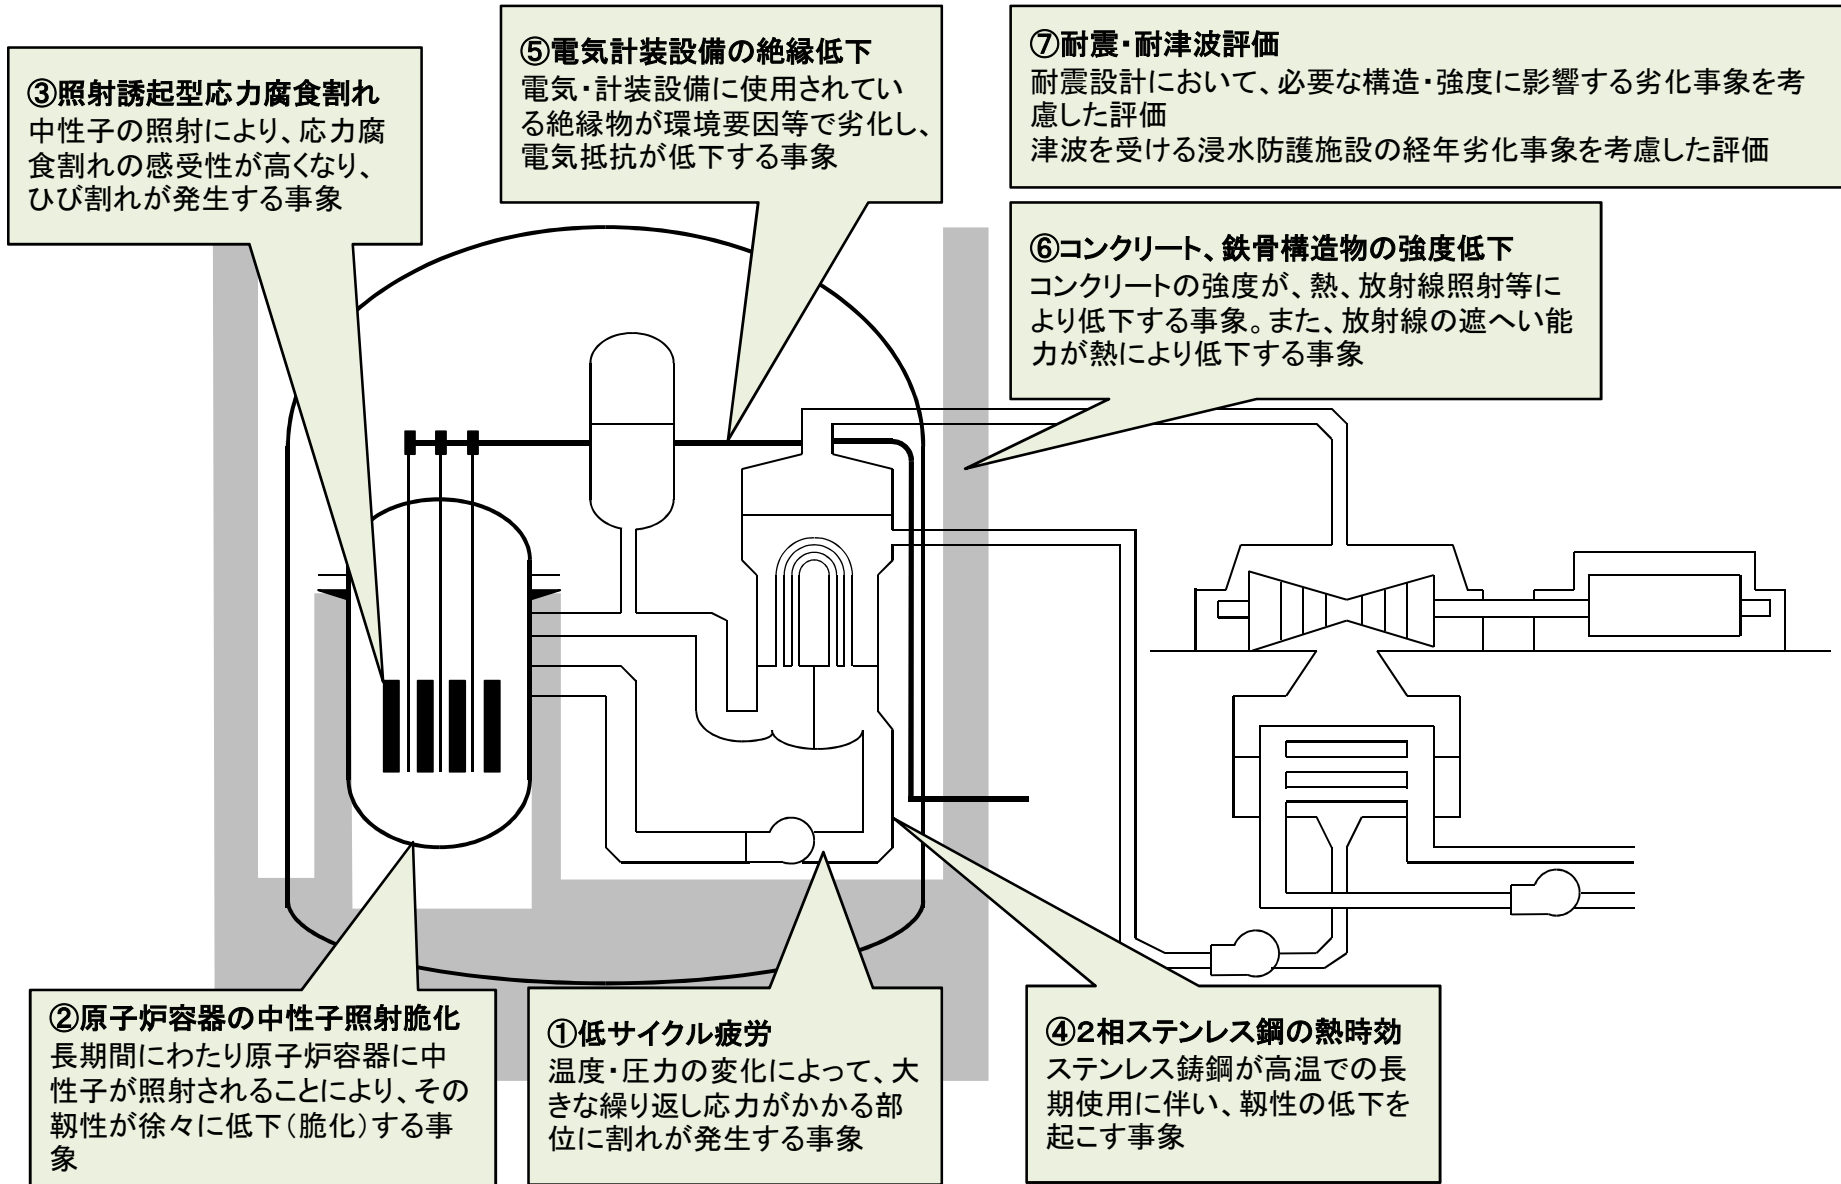 ③照射誘起型応力腐食割れ
中性子の照射により、応力腐
食割れの感受性が高くなり、
ひび割れが発生する事象
⑤電気計装設備の絶縁低下
電気・計装設備に使用されてい
る絶縁物が環境要因等で劣化し、
電気抵抗が低下する事象
⑦耐震・耐津波評価
耐震設計において、必要な構造・強度に影響する劣化事象を考
慮した評価
津波を受ける浸水防護施設の経年劣化事象を考慮した評価
⑥コンクリート、鉄骨構造物の強度低下
コンクリートの強度が、熱、放射線照射等に
より低下する事象。また、放射線の遮へい能
力が熱により低下する事象
②原子炉容器の中性子照射脆化
長期間にわたり原子炉容器に中
性子が照射されることにより、その
靱性が徐々に低下（脆化）する事
象
①低サイクル疲労
温度・圧力の変化によって、大
きな繰り返し応力がかかる部
位に割れが発生する事象
④２相ステンレス鋼の熱時効
ステンレス鋳鋼が高温での長
期使用に伴い、靱性の低下を
起こす事象